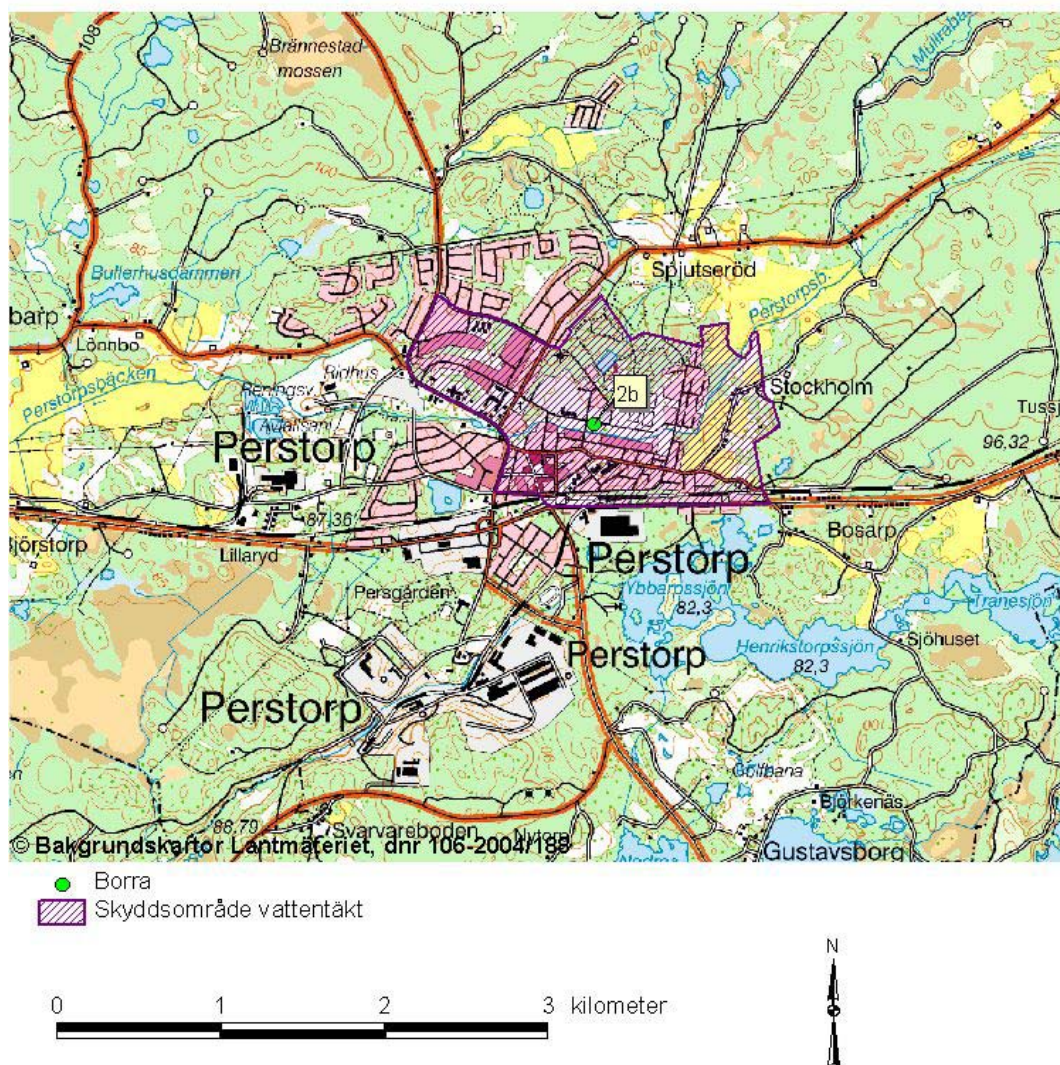 108
Brännestad-
mossen
100
105
100
85
Bullerhusdammen
barp
Lönnbo
Spjutseröd
Perstorpsb.
Perstorpsbäcken
Ridhus
Reningsv
Avfallsanl
2b
Stockholm
Tussj
Perstorp
96,32
87,36
Björstorp
Lillaryd
Bosarp
Perstorp
Persgården
Ybbarpssjön
82,3
Tranesjön
Henrikstorpssjön
82,3
Sjöhuset
Perstorp
Perstorp
100
Golfbana
Björkenäs
88,79
Svarvareboden
Nytorp
Gustavsborg
© Bakgrundskartor Lantmäteriet, dnr 106-2004/188
Borra
Skyddsområde vattentäkt
N
0 1 2 3 kilometer